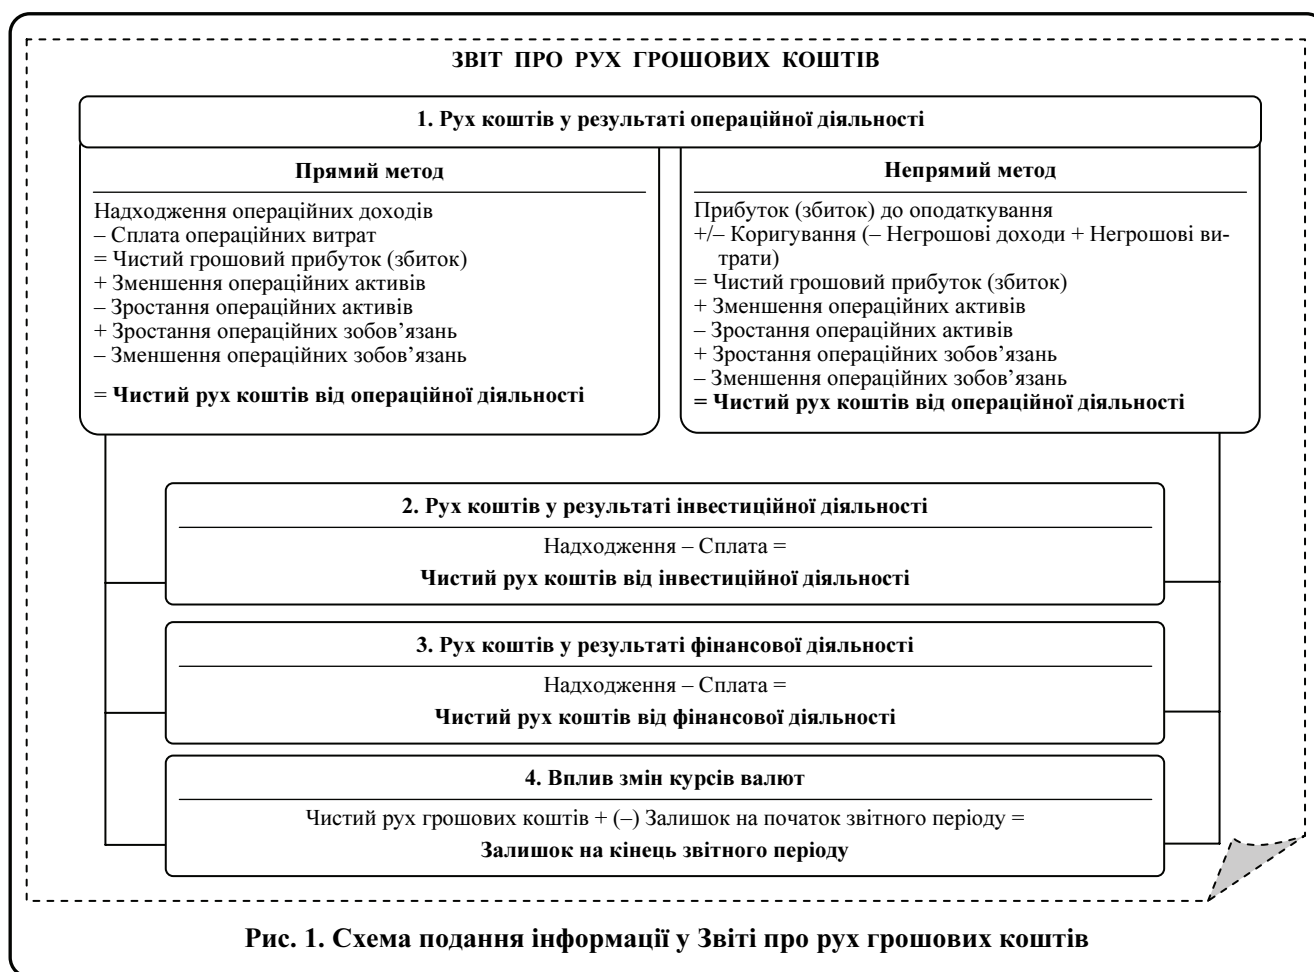 ЗВІТ ПРО РУХ ГРОШОВИХ КОШТІВ
1. Рух коштів у результаті операційної діяльності
Прямий метод
Надходження операційних доходів
– Сплата операційних витрат
= Чистий грошовий прибуток (збиток)
+ Зменшення операційних активів
– Зростання операційних активів
+ Зростання операційних зобов’язань
– Зменшення операційних зобов’язань
= Чистий рух коштів від операційної діяльності
Непрямий метод
Прибуток (збиток) до оподаткування
+/– Коригування (– Негрошові доходи + Негрошові ви-
трати)
= Чистий грошовий прибуток (збиток)
+ Зменшення операційних активів
– Зростання операційних активів
+ Зростання операційних зобов’язань
– Зменшення операційних зобов’язань
= Чистий рух коштів від операційної діяльності
2. Рух коштів у результаті інвестиційної діяльності
Надходження – Сплата =
Чистий рух коштів від інвестиційної діяльності
3. Рух коштів у результаті фінансової діяльності
Надходження – Сплата =
Чистий рух коштів від фінансової діяльності
4. Вплив змін курсів валют
Чистий рух грошових коштів + (–) Залишок на початок звітного періоду =
Залишок на кінець звітного періоду
Рис. 1. Схема подання інформації у Звіті про рух грошових коштів